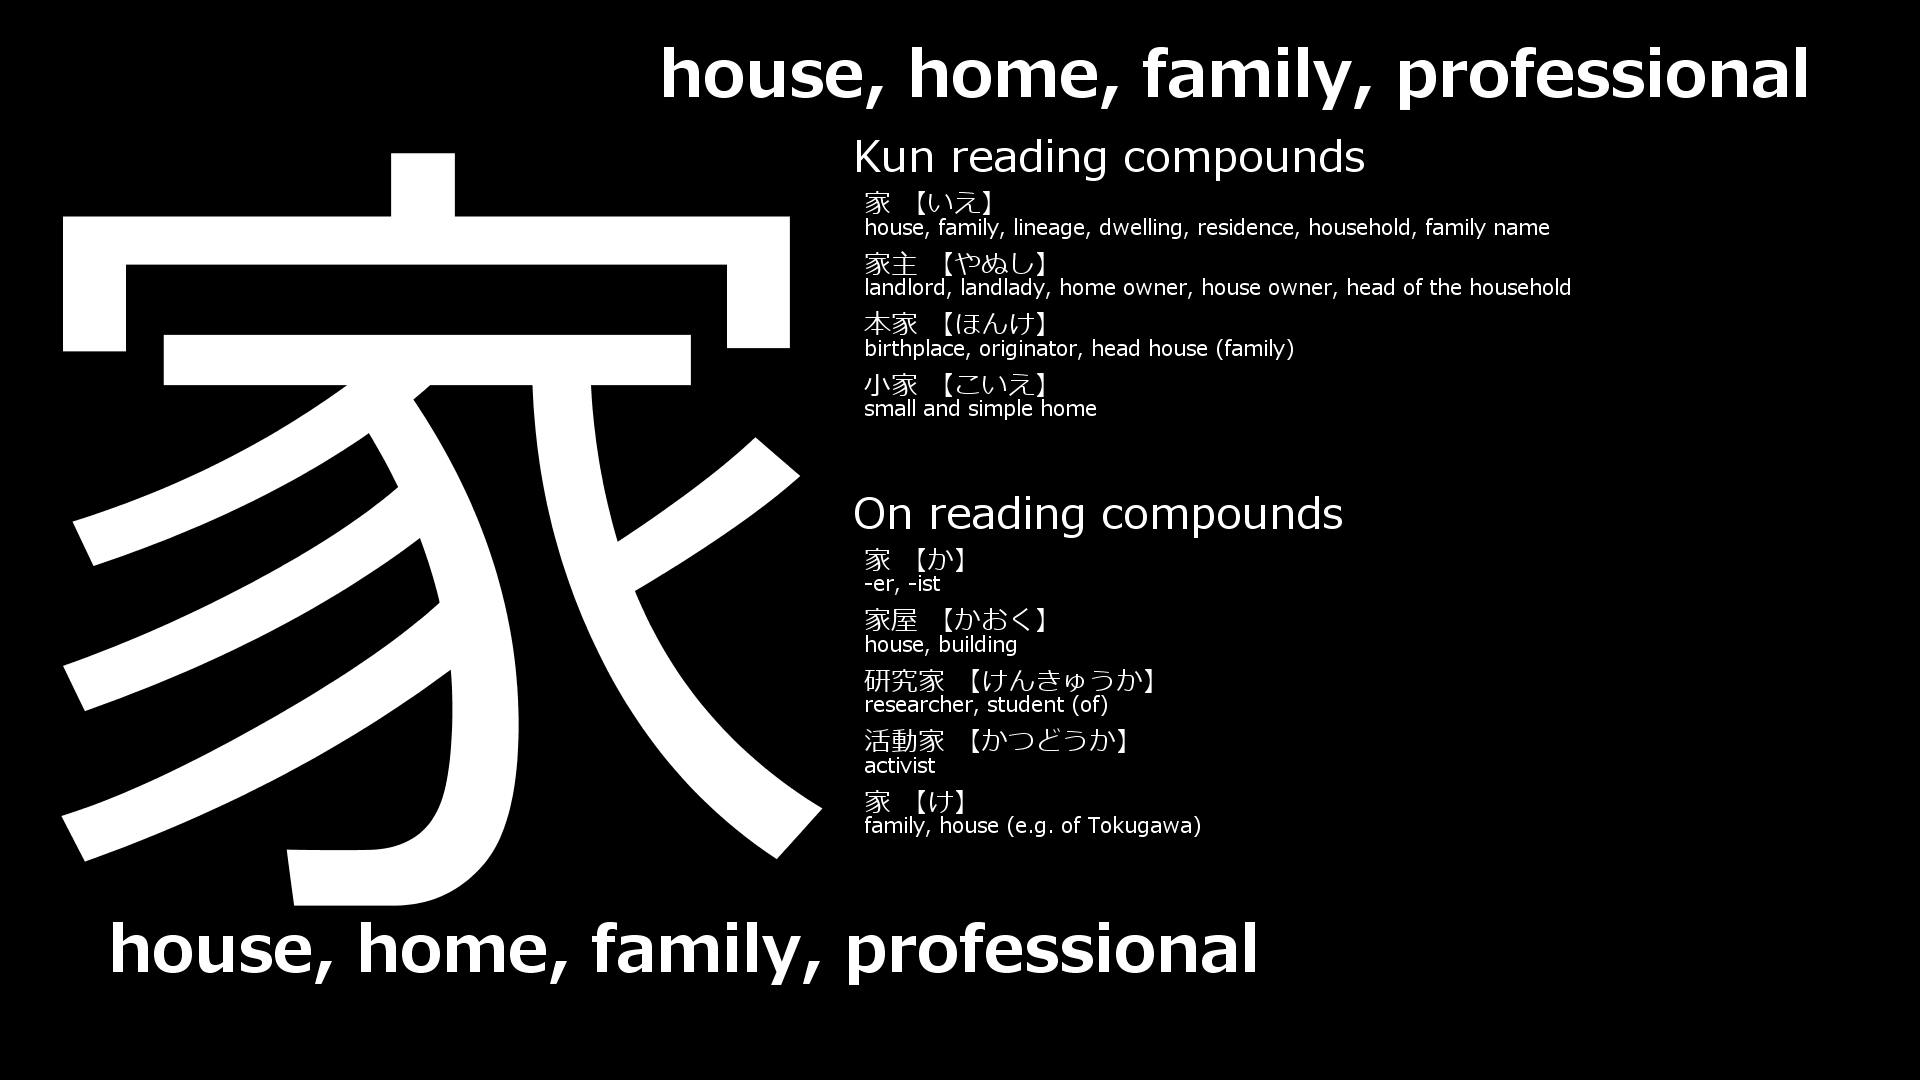 house, home, family, professional
家
Kun reading compounds
家 【いえ】
house, family, lineage, dwelling, residence, household, family name
家主 【やぬし】
landlord, landlady, home owner, house owner, head of the household
本家 【ほんけ】
birthplace, originator, head house (family)
小家 【こいえ】
small and simple home
On reading compounds
家 【か】
-er, -ist
家屋 【かおく】
house, building
研究家 【けんきゅうか】
researcher, student (of)
活動家 【かつどうか】
activist
家 【け】
family, house (e.g. of Tokugawa)
house, home, family, professional